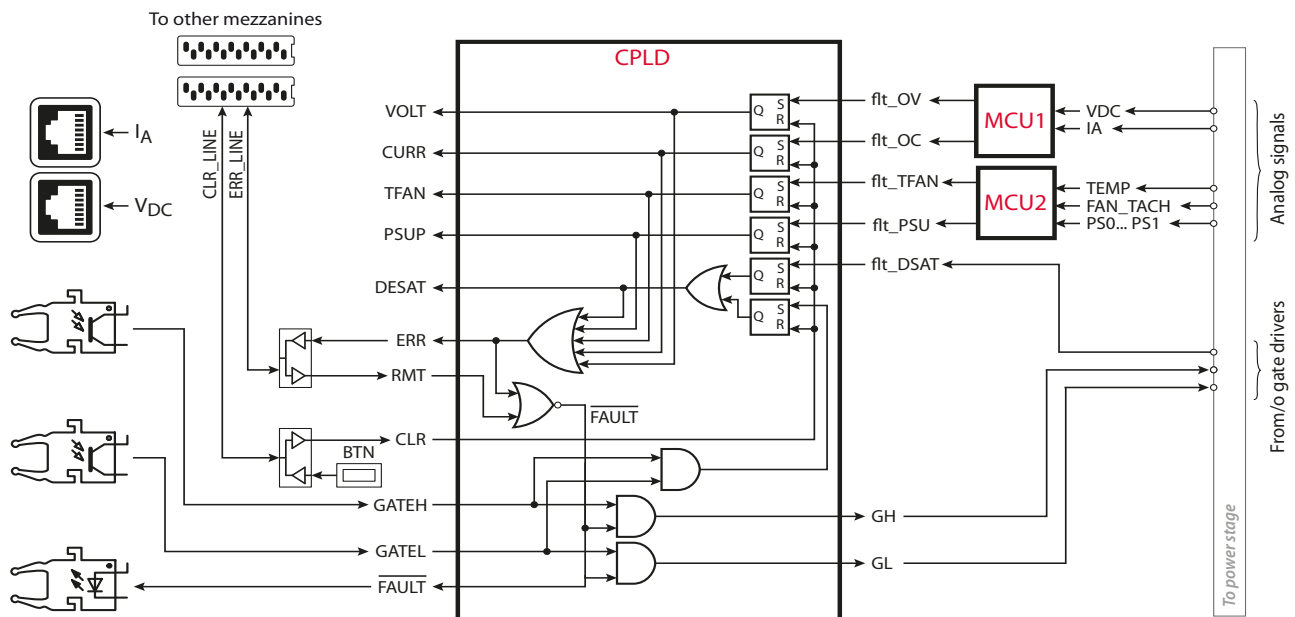 To other mezzanines
CPLD
VOLT
Q
S
R
flt_OV
MCU1
VDC
IA
I_A
CLR_LINE
ERR_LINE
CURR
Q
S
R
flt_OC
Analog signals
TFAN
Q
S
R
flt_TFAN
MCU2
TEMP
FAN_TACH
PS0... PS1
V_DC
PSUP
Q
S
R
flt_PSU
DESAT
Q
S
R
flt_DSAT
Q
S
R
ERR
RMT
FAULT
From/o gate drivers
CLR
BTN
GATEH
GH
GATEL
GL
FAULT
To power stage